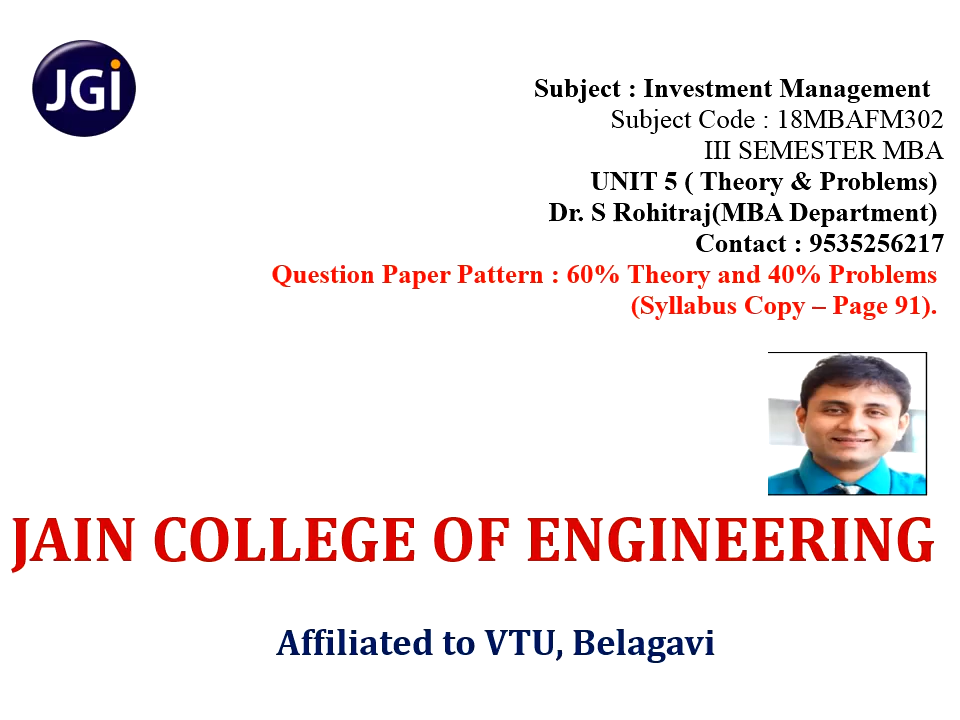 JGi
Subject : Investment Management
Subject Code : 18MBAFM302
III SEMESTER MBA
UNIT 5 ( Theory & Problems)
Dr. S Rohitraj(MBA Department)
Contact : 9535256217
Question Paper Pattern : 60% Theory and 40% Problems
(Syllabus Copy – Page 91).
JAIN COLLEGE OF ENGINEERING
Affiliated to VTU, Belagavi